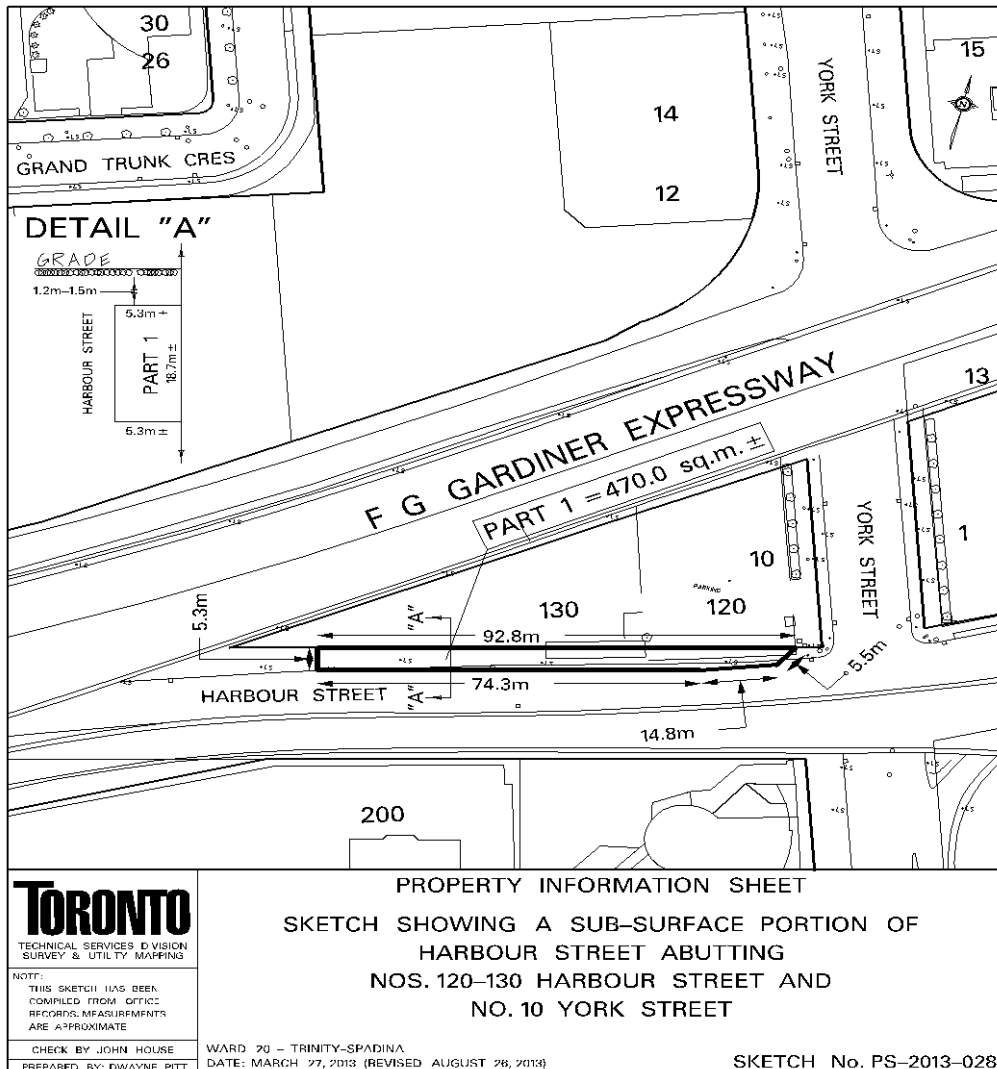 30
26
GRAND TRUNK CRES
14
12
YORK STREET
15
N
DETAIL "A"
GRADE
1.2m–1.5m
5.3m ±
HARBOUR STREET
PART 1
18.7m ±
5.3m ±
F G GARDINER EXPRESSWAY
PART 1 = 470.0 sq.m. ±
13
1
YORK STREET
10
PARKING
130
120
5.3m
"A"
92.8m
5.5m
HARBOUR STREET
"A"
74.3m
14.8m
200
TORONTO
TECHNICAL SERVICES DIVISION
SURVEY & UTILITY MAPPING
NOTE:
THIS SKETCH HAS BEEN
COMPILED FROM OFFICE
RECORDS. MEASUREMENTS
ARE APPROXIMATE
CHECK BY JOHN HOUSE
PREPARED BY: DWAYNE PITT
PROPERTY INFORMATION SHEET
SKETCH SHOWING A SUB–SURFACE PORTION OF
HARBOUR STREET ABUTTING
NOS. 120–130 HARBOUR STREET AND
NO. 10 YORK STREET
WARD 20 – TRINITY–SPADINA
DATE: MARCH 27, 2013 (REVISED AUGUST 26, 2013)
SKETCH No. PS–2013–028